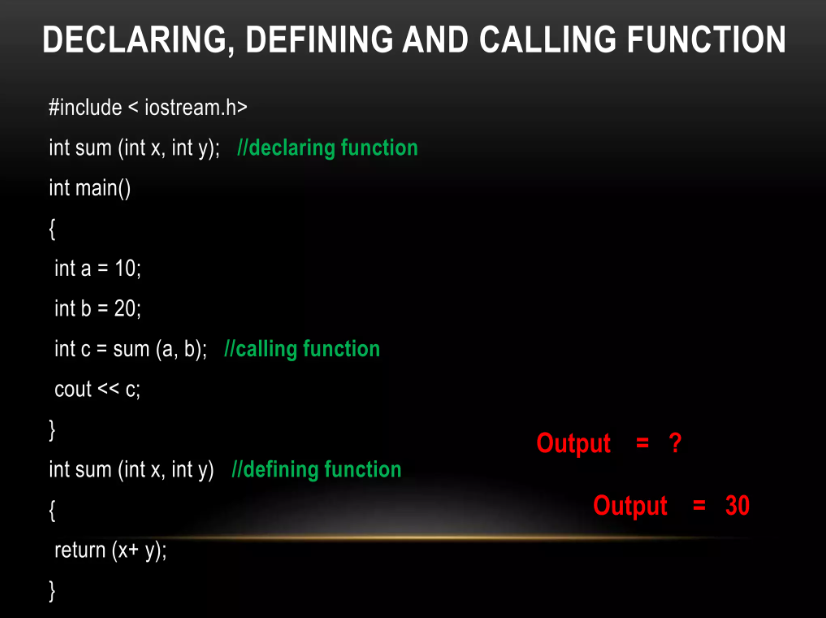 DECLARING, DEFINING AND CALLING FUNCTION
#include < iostream.h>
int sum (int x, int y); //declaring function
int main()
{
int a = 10;
int b = 20;
int c = sum (a, b); //calling function
cout << c;
}
Output = ?
int sum (int x, int y) //defining function
{
Output = 30
return (x+ y);
}